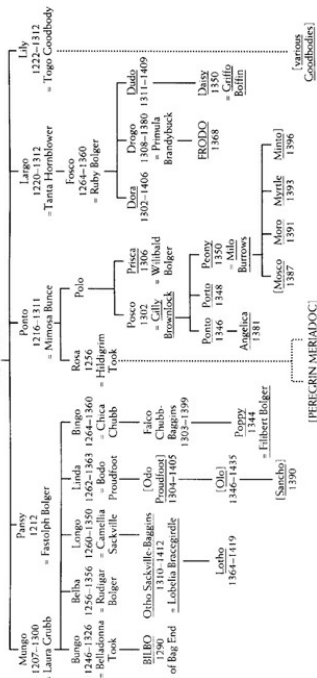 Mungo
1207–1300
= Laura Grubb
Pansy
1212
= Fastolph Bolger
Ponto
1216–1311
= Mimosa Bunce
Largo
1220–1312
= Tanta Hornblower
Lily
1222–1312
= Togo Goodbody
Bungo
1246–1326
= Belladonna
Took
Belba
1256–1356
= Rudigar
Bolger
Longo
1260–1350
= Camellia
Sackville
Linda
1262–1363
= Bodo
Proudfoot
Bingo
1264–1360
= Chica
Chubb
Rosa
1256
= Hildigrim
Took
Polo
Fosco
1264–1360
= Ruby Bolger
BILBO
1290
of Bag End
Otho Sackville-Baggins
1310–1412
= Lobelia Bracegirdle
[Odo
Proudfoot]
1304–1405
Falco
Chubb-
Baggins
1303–1399
Posco
1302
= Gilly
Brownlock
Prisca
1306
= Wilibald
Bolger
Dora
1302–1406
Drogo
1308–1380
= Primula
Brandybuck
Dudo
1311–1409
Lotho
1364–1419
[Olo]
1346–1435
Poppy
1344
= Filibert Bolger
Ponto
1346
Porto
1348
Peony
1350
= Milo
Burrows
FRODO
1368
Daisy
1350
= Griffo
Boffin
[Sancho]
1390
Angelica
1381
[Mosco
1387
Moro
1391
Myrtle
1393
Minto]
1396
[various
Goodbodies]
[PEREGRIN MERIADOC]